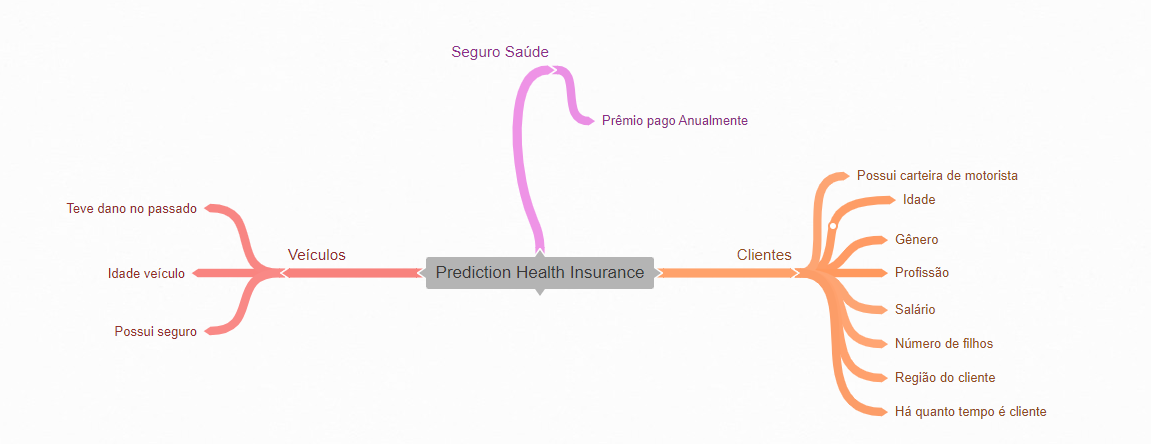 Seguro Saúde
Prêmio pago Anualmente
Possui carteira de motorista
Idade
Teve dano no passado
Gênero
Veículos
Clientes
Prediction Health Insurance
Idade veículo
Profissão
Salário
Possui seguro
Número de filhos
Região do cliente
Há quanto tempo é cliente